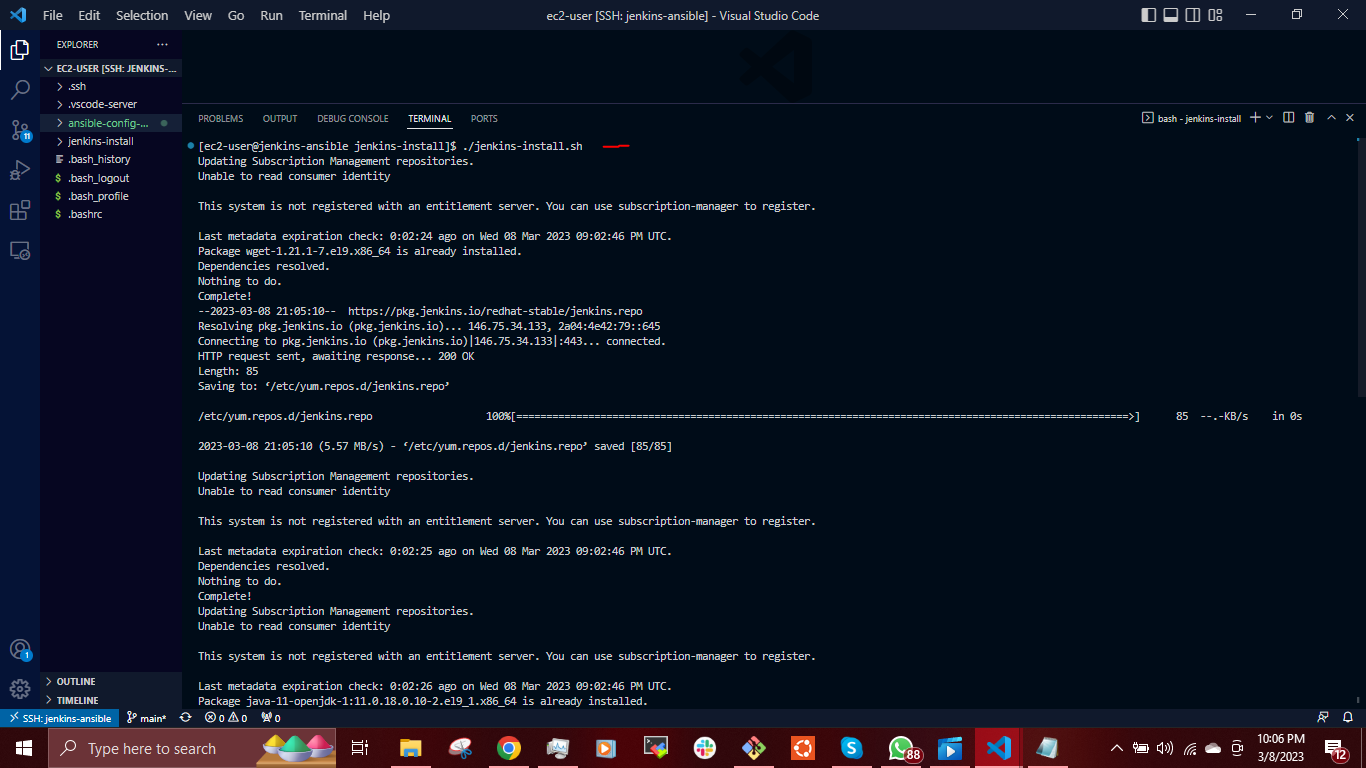 File Edit Selection View Go Run Terminal Help
ec2-user [SSH: jenkins-ansible] - Visual Studio Code
EXPLORER
EC2-USER [SSH: JENKINS-...
.ssh
.vscode-server
ansible-config-...
jenkins-install
.bash_history
$ .bash_logout
$ .bash_profile
$ .bashrc
11
1
OUTLINE
TIMELINE
PROBLEMS OUTPUT DEBUG CONSOLE TERMINAL PORTS
bash - jenkins-install
[ec2-user@jenkins-ansible jenkins-install]$ ./jenkins-install.sh
Updating Subscription Management repositories.
Unable to read consumer identity
This system is not registered with an entitlement server. You can use subscription-manager to register.
Last metadata expiration check: 0:02:24 ago on Wed 08 Mar 2023 09:02:46 PM UTC.
Package wget-1.21.1-7.el9.x86_64 is already installed.
Dependencies resolved.
Nothing to do.
Complete!
--2023-03-08 21:05:10--  https://pkg.jenkins.io/redhat-stable/jenkins.repo
Resolving pkg.jenkins.io (pkg.jenkins.io)... 146.75.34.133, 2a04:4e42:79::645
Connecting to pkg.jenkins.io (pkg.jenkins.io)|146.75.34.133|:443... connected.
HTTP request sent, awaiting response... 200 OK
Length: 85
Saving to: ‘/etc/yum.repos.d/jenkins.repo’
/etc/yum.repos.d/jenkins.repo 100%[======================================================================================================>] 85 --.-KB/s in 0s
2023-03-08 21:05:10 (5.57 MB/s) - ‘/etc/yum.repos.d/jenkins.repo’ saved [85/85]
Updating Subscription Management repositories.
Unable to read consumer identity
This system is not registered with an entitlement server. You can use subscription-manager to register.
Last metadata expiration check: 0:02:25 ago on Wed 08 Mar 2023 09:02:46 PM UTC.
Dependencies resolved.
Nothing to do.
Complete!
Updating Subscription Management repositories.
Unable to read consumer identity
This system is not registered with an entitlement server. You can use subscription-manager to register.
Last metadata expiration check: 0:02:26 ago on Wed 08 Mar 2023 09:02:46 PM UTC.
Package java-11-openjdk-1:11.0.18.0.10-2.el9_1.x86_64 is already installed.
SSH: jenkins-ansible main* 0 0 0
Type here to search
88
10:06 PM
3/8/2023
12